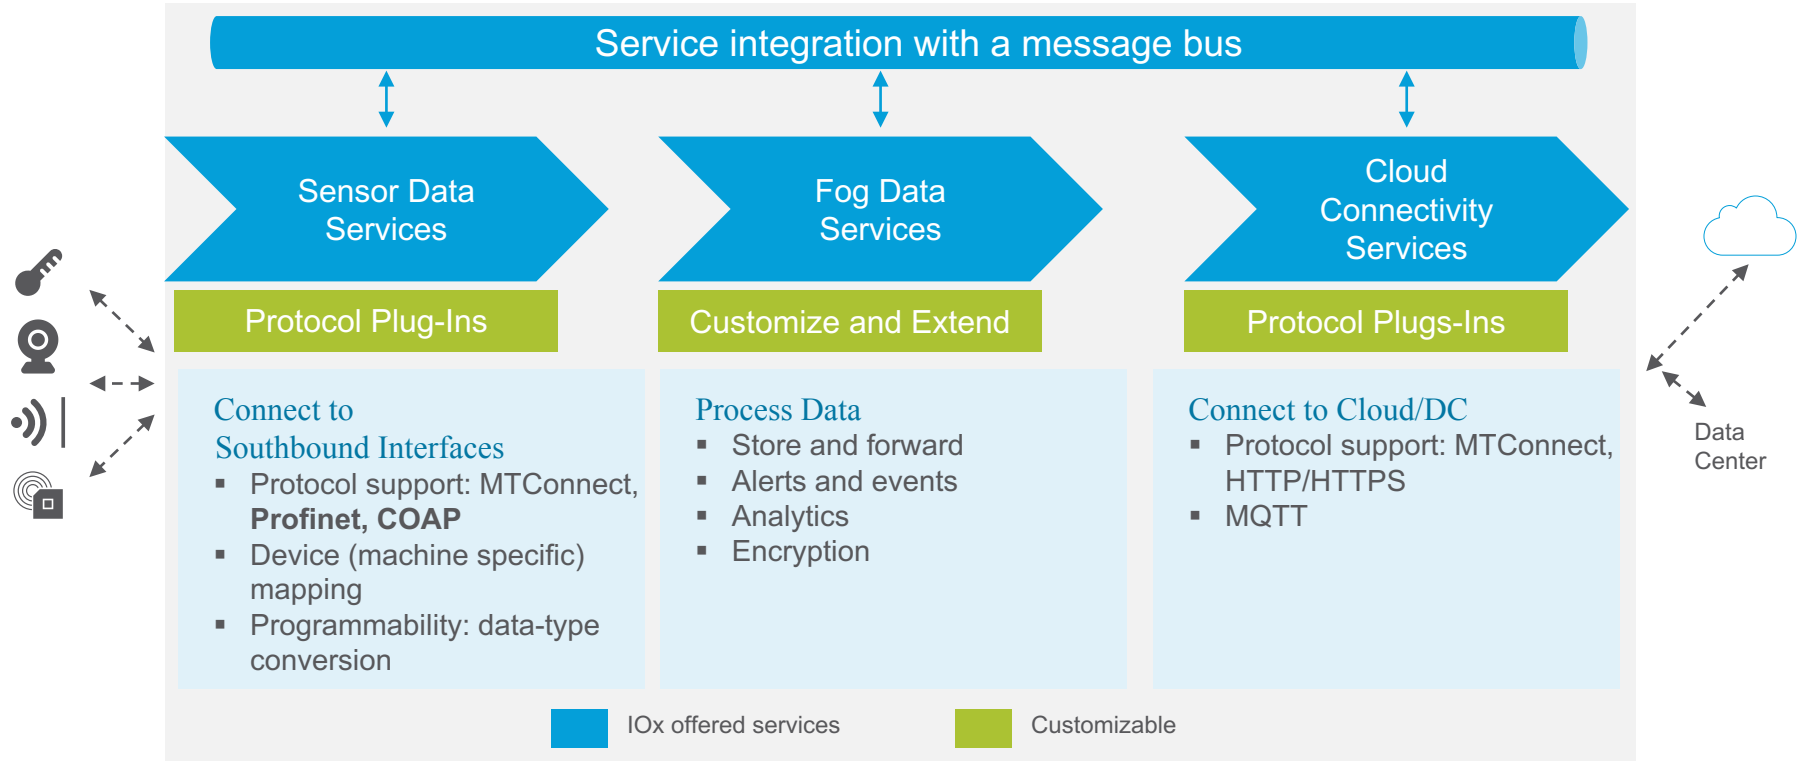 Service integration with a message bus
Sensor Data
Services
Fog Data
Services
Cloud
Connectivity
Services
Protocol Plug-Ins
Customize and Extend
Protocol Plugs-Ins
Connect to
Southbound Interfaces
▪ Protocol support: MTConnect,
Profinet, COAP
▪ Device (machine specific)
mapping
▪ Programmability: data-type
conversion
Process Data
▪ Store and forward
▪ Alerts and events
▪ Analytics
▪ Encryption
Connect to Cloud/DC
▪ Protocol support: MTConnect,
HTTP/HTTPS
▪ MQTT
Data
Center
IOx offered services
Customizable